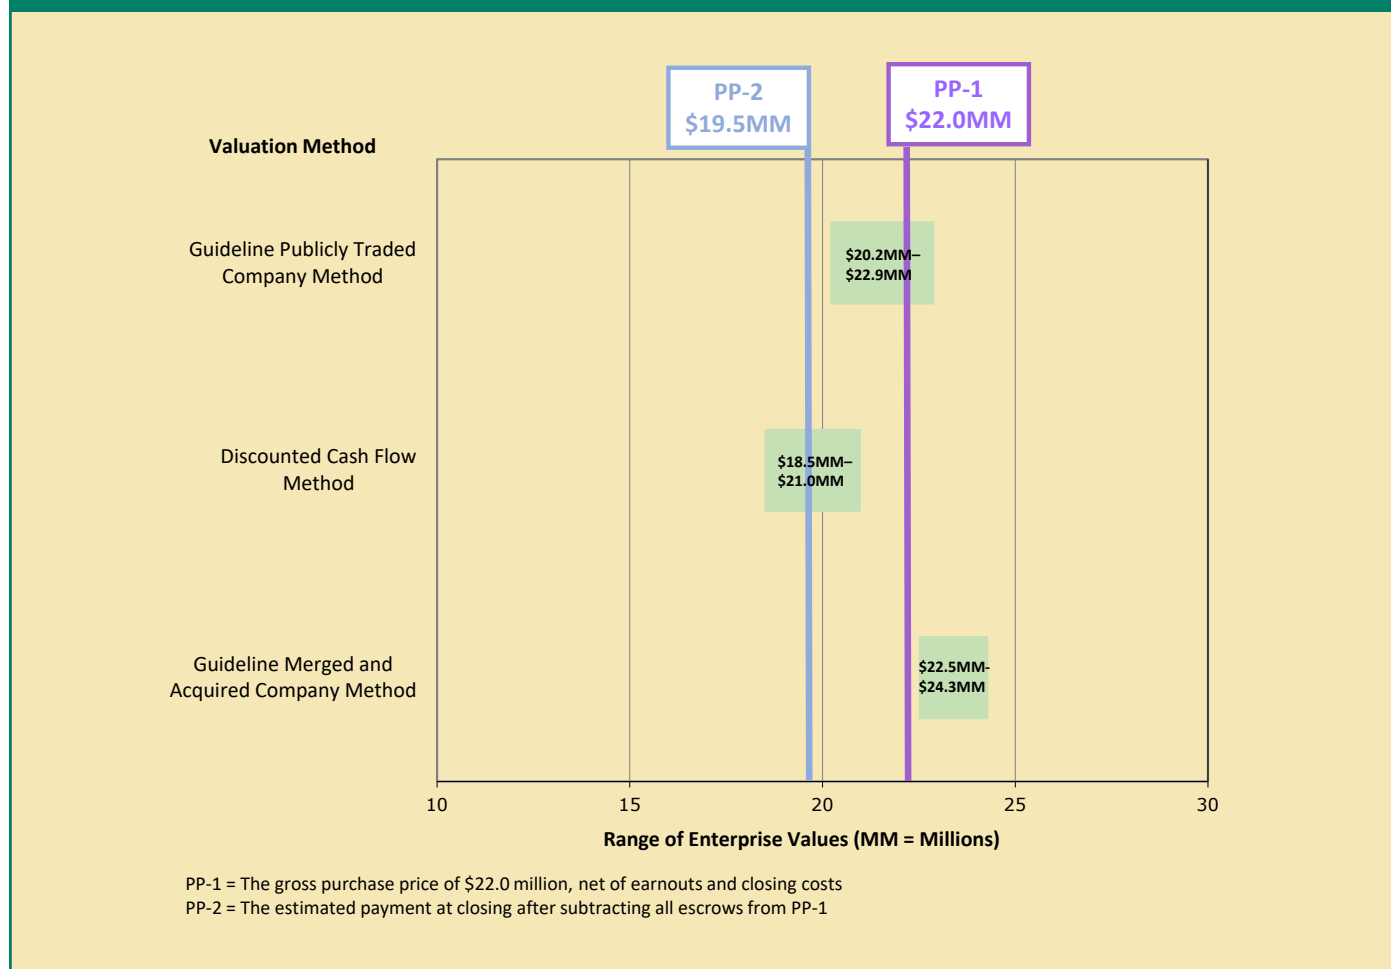 PP-2
$19.5MM
PP-1
$22.0MM
Valuation Method
Guideline Publicly Traded
Company Method
$20.2MM–
$22.9MM
Discounted Cash Flow
Method
$18.5MM–
$21.0MM
Guideline Merged and
Acquired Company Method
$22.5MM-
$24.3MM
10 15 20 25 30
Range of Enterprise Values (MM = Millions)
PP-1 = The gross purchase price of $22.0 million, net of earnouts and closing costs
PP-2 = The estimated payment at closing after subtracting all escrows from PP-1